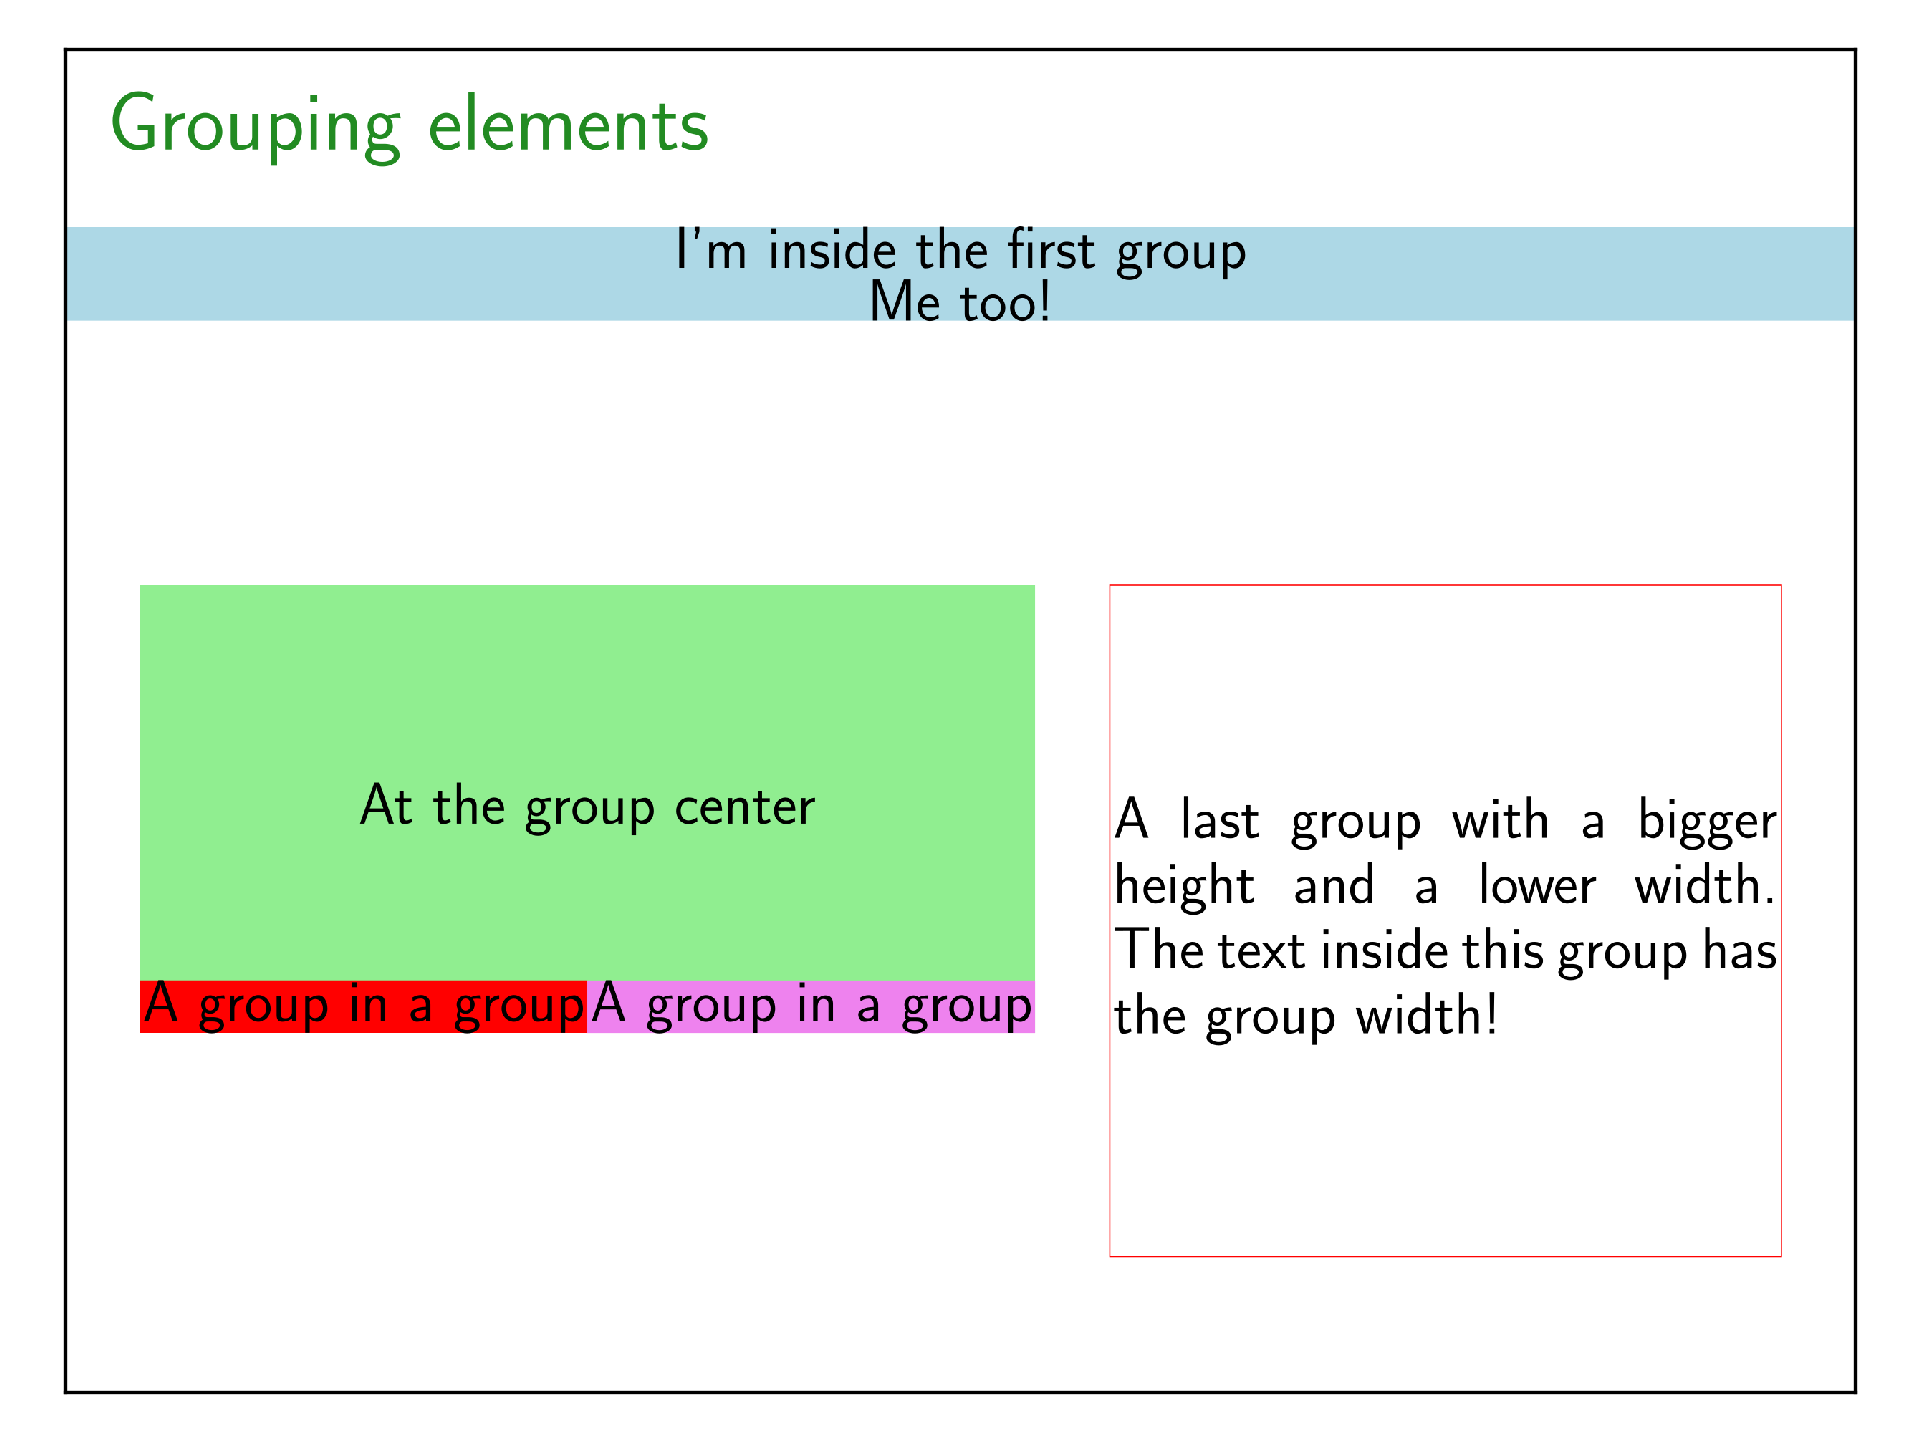 Grouping elements
I'm inside the first group
Me too!
At the group center
A group in a group
A group in a group
A last group with a bigger
height and a lower width.
The text inside this group has
the group width!